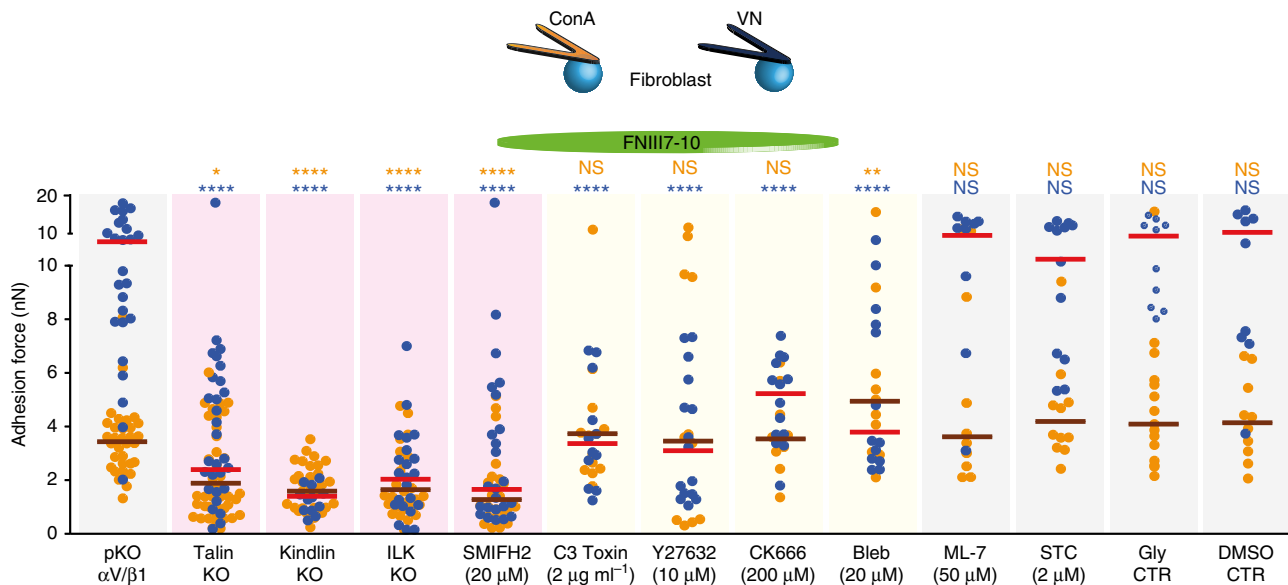 ConA VN
Fibroblast
FNIII7-10
* **** **** **** NS NS NS ** NS NS NS NS
**** **** **** **** **** **** **** **** NS NS NS NS
Adhesion force (nN)
20
10
10
8
6
4
2
0
pKO Talin Kindlin ILK SMIFH2 C3 Toxin Y27632 CK666 Bleb ML-7 STC Gly DMSO
αV/β1 KO KO KO (20 μM) (2 μg ml⁻¹) (10 μM) (200 μM) (20 μM) (50 μM) (2 μM) CTR CTR